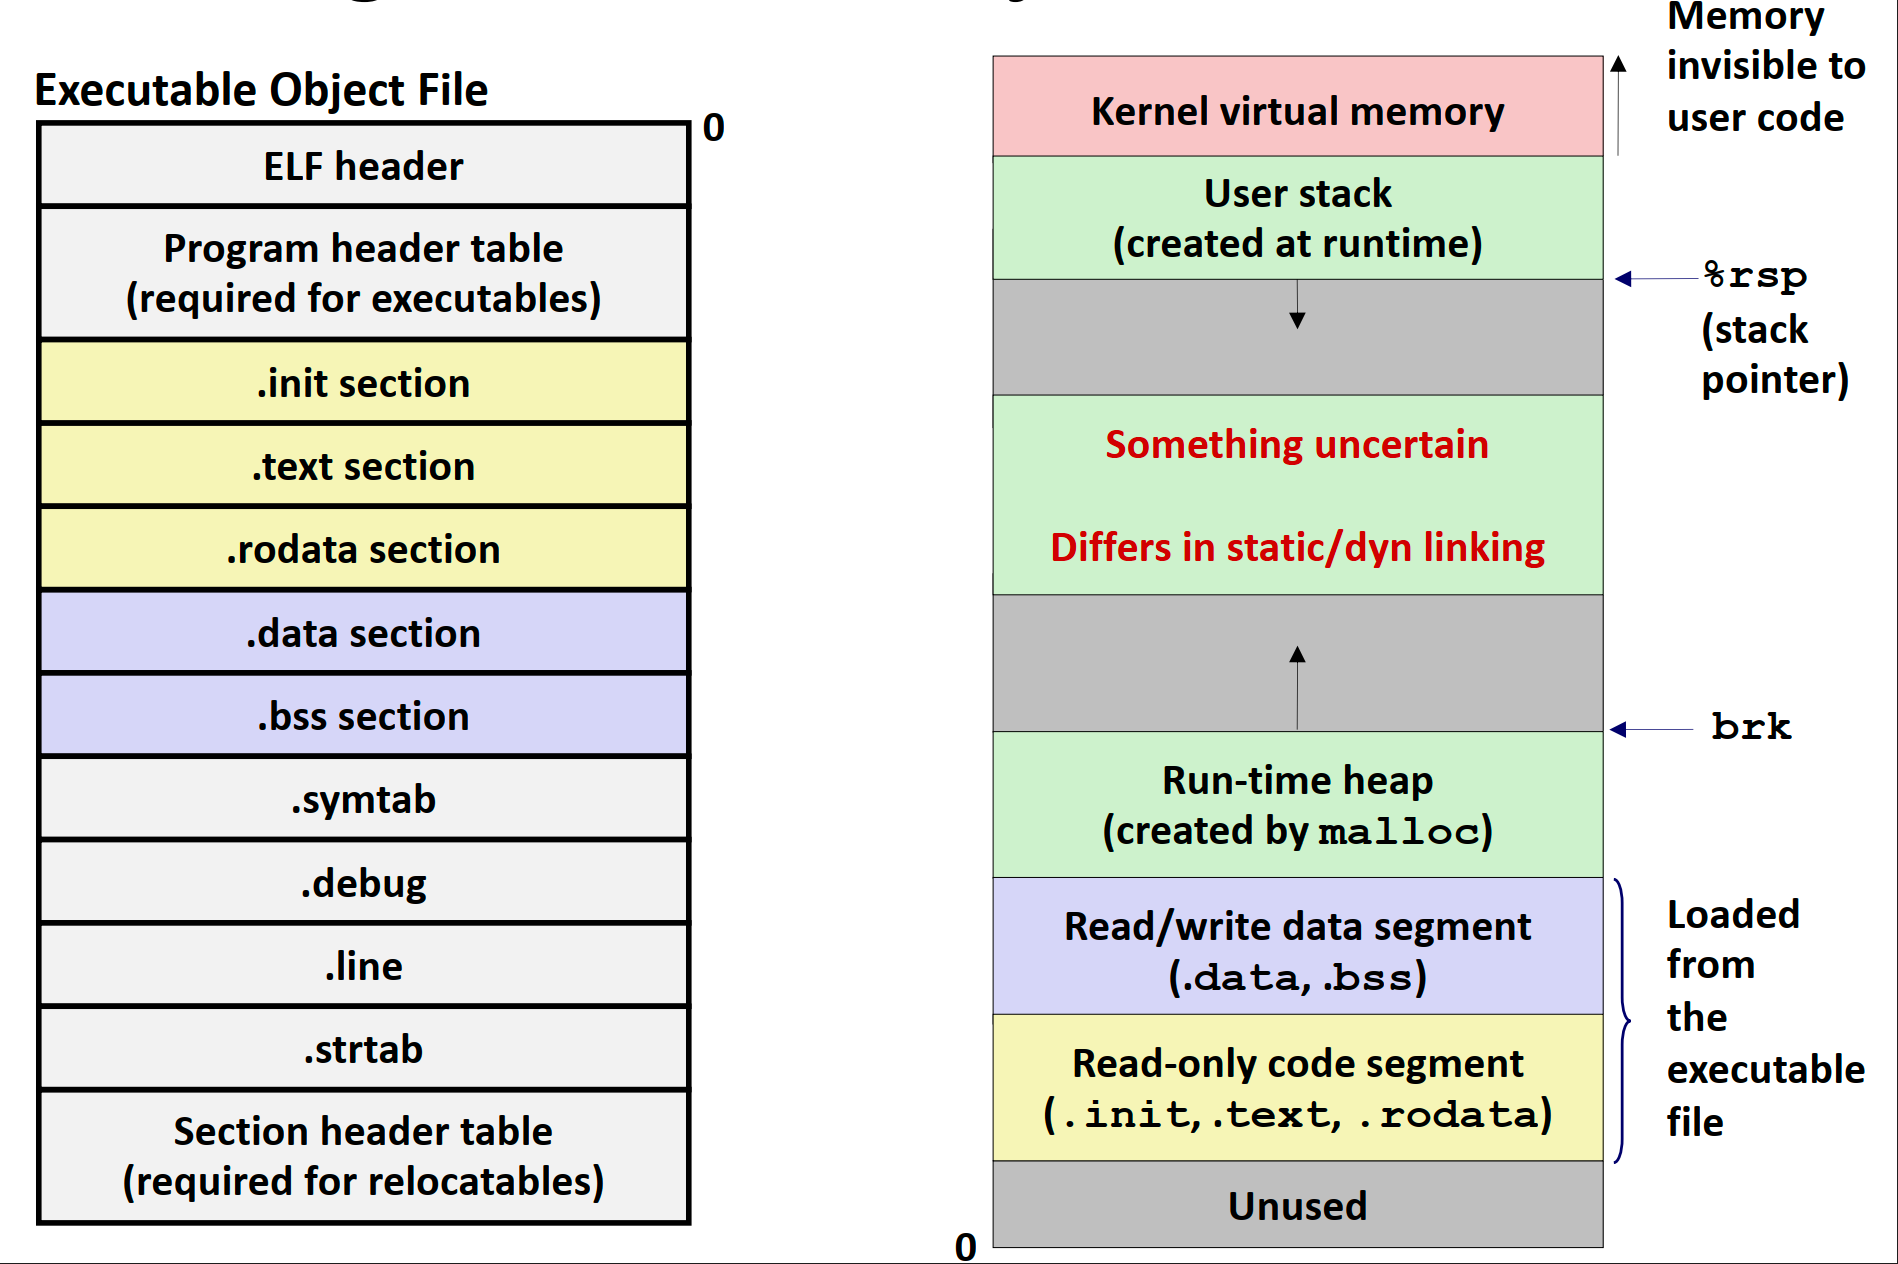 Executable Object File
0
ELF header
Program header table
(required for executables)
.init section
.text section
.rodata section
.data section
.bss section
.symtab
.debug
.line
.strtab
Section header table
(required for relocatables)
Memory
invisible to
user code
Kernel virtual memory
User stack
(created at runtime)
%rsp
(stack
pointer)
Something uncertain
Differs in static/dyn linking
brk
Run-time heap
(created by malloc)
Read/write data segment
(.data, .bss)
Read-only code segment
(.init, .text, .rodata)
Loaded
from
the
executable
file
Unused
0